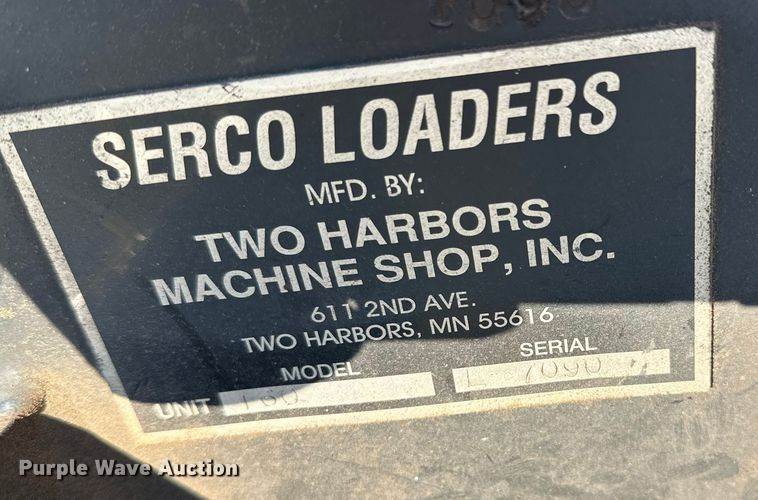 SERCO LOADERS
MFD. BY:
TWO HARBORS
MACHINE SHOP, INC.
611 2ND AVE.
TWO HARBORS, MN 55616
MODEL SERIAL
UNIT L 7090
Purple Wave Auction